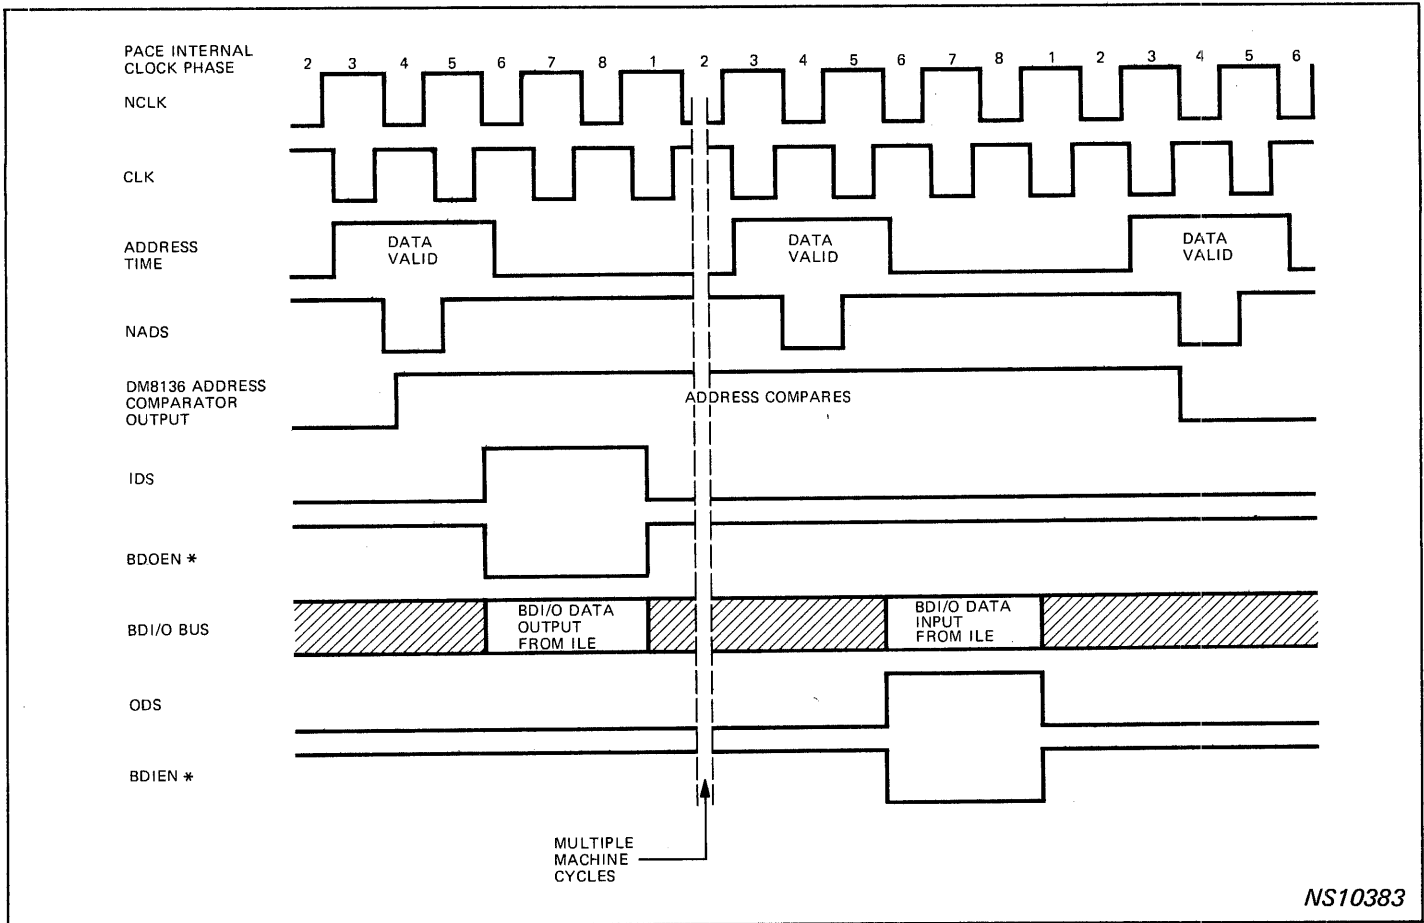 PACE INTERNAL
CLOCK PHASE
2 3 4 5 6 7 8 1 2 3 4 5 6 7 8 1 2 3 4 5 6
NCLK
CLK
ADDRESS
TIME
DATA
VALID
DATA
VALID
DATA
VALID
NADS
DM8136 ADDRESS
COMPARATOR
OUTPUT
ADDRESS COMPARES
IDS
BDOEN *
BDI/O BUS
BDI/O DATA
OUTPUT
FROM ILE
BDI/O DATA
INPUT
FROM ILE
ODS
BDIEN *
MULTIPLE
MACHINE
CYCLES
NS10383